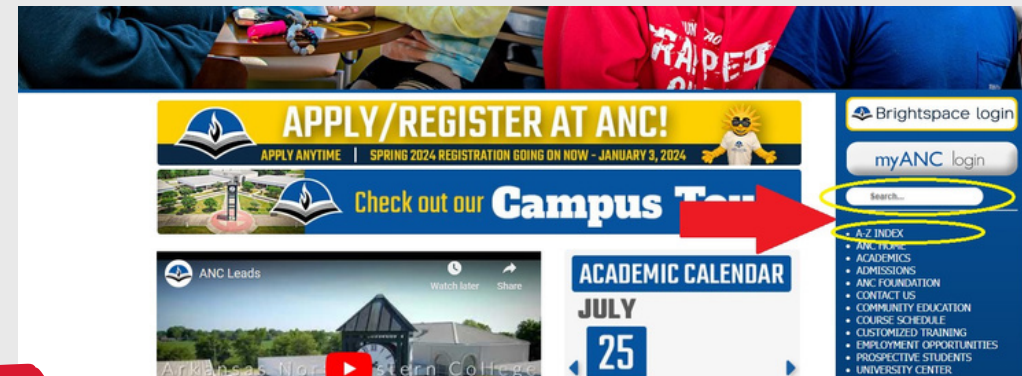 APPLY/REGISTER AT ANC!
APPLY ANYTIME | SPRING 2024 REGISTRATION GOING ON NOW - JANUARY 3, 2024
Check out our Campus
ANC Leads
Watch later
Share
Arkansas College
ACADEMIC CALENDAR
JULY
25
Brightspace login
myANC login
Search...
• A-Z INDEX
• ANC HOME
• ACADEMICS
• ADMISSIONS
• ANC FOUNDATION
• CONTACT US
• COMMUNITY EDUCATION
• COURSE SCHEDULE
• CUSTOMIZED TRAINING
• EMPLOYMENT OPPORTUNITIES
• PROSPECTIVE STUDENTS
• UNIVERSITY CENTER